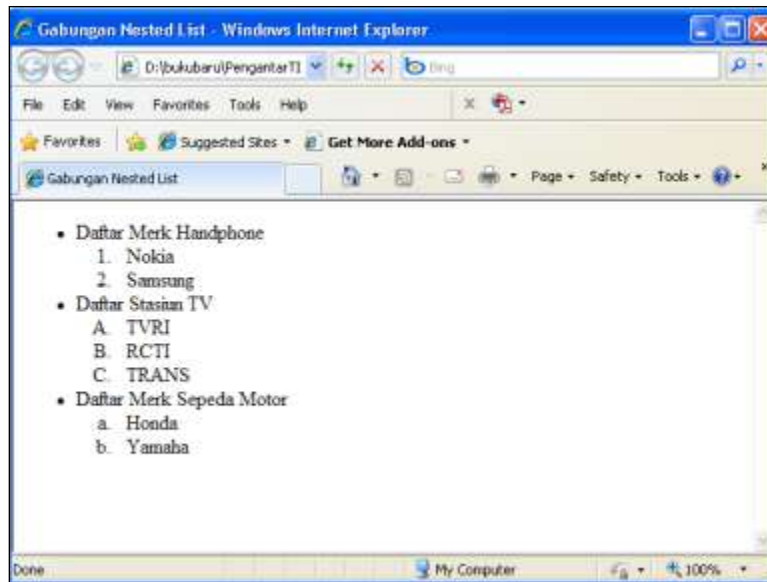 Gabungan Nested List - Windows Internet Explorer
D:\bukubaru\PengantarTI
Bing
File Edit View Favorites Tools Help
Favorites Suggested Sites Get More Add-ons
Gabungan Nested List Page Safety Tools
• Daftar Merk Handphone
1. Nokia
2. Samsung
• Daftar Stasiun TV
A. TVRI
B. RCTI
C. TRANS
• Daftar Merk Sepeda Motor
a. Honda
b. Yamaha
Done My Computer 100%